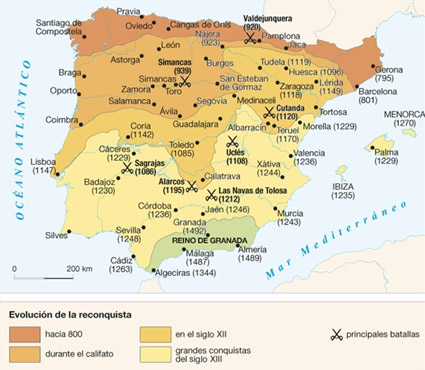 Santiago de
Compostela
Pravia
Oviedo
Cangas de Onís
Valdejunquera
(920)
Pamplona
Jaca
León
Nájera
(923)
Astorga
Burgos
Tudela (1119)
Huesca (1096)
Gerona
(795)
Braga
Simancas
(939)
Simancas
San Esteban
de Gormaz
Zaragoza
(1118)
Lérida
(1149)
Barcelona
(801)
Oporto
Zamora
Toro
Salamanca
Segovia
Medinaceli
Cutanda
(1120)
Tortosa
Ávila
Coimbra
Guadalajara
Albarracín
Teruel
(1170)
Morella (1229)
MENORCA
(1270)
Coria
(1142)
Toledo
(1085)
Uclés
(1108)
Valencia
(1236)
Palma
(1229)
Lisboa
(1147)
Cáceres
(1229)
Sagrajas
(1086)
Badajoz
(1230)
Alarcos
(1195)
Calatrava
Xàtiva
(1244)
IBIZA
(1235)
Las Navas de Tolosa
(1212)
Córdoba
(1236)
Jaén (1246)
Murcia
(1243)
Silves
Sevilla
(1248)
Granada
(1492)
REINO DE GRANADA
Cádiz
(1263)
Málaga
(1487)
Almería
(1489)
Algeciras (1344)
OCÉANO ATLÁNTICO
Mar Mediterráneo
0 200 km
Evolución de la reconquista
hacia 800
durante el califato
en el siglo XII
grandes conquistas
del siglo XIII
principales batallas